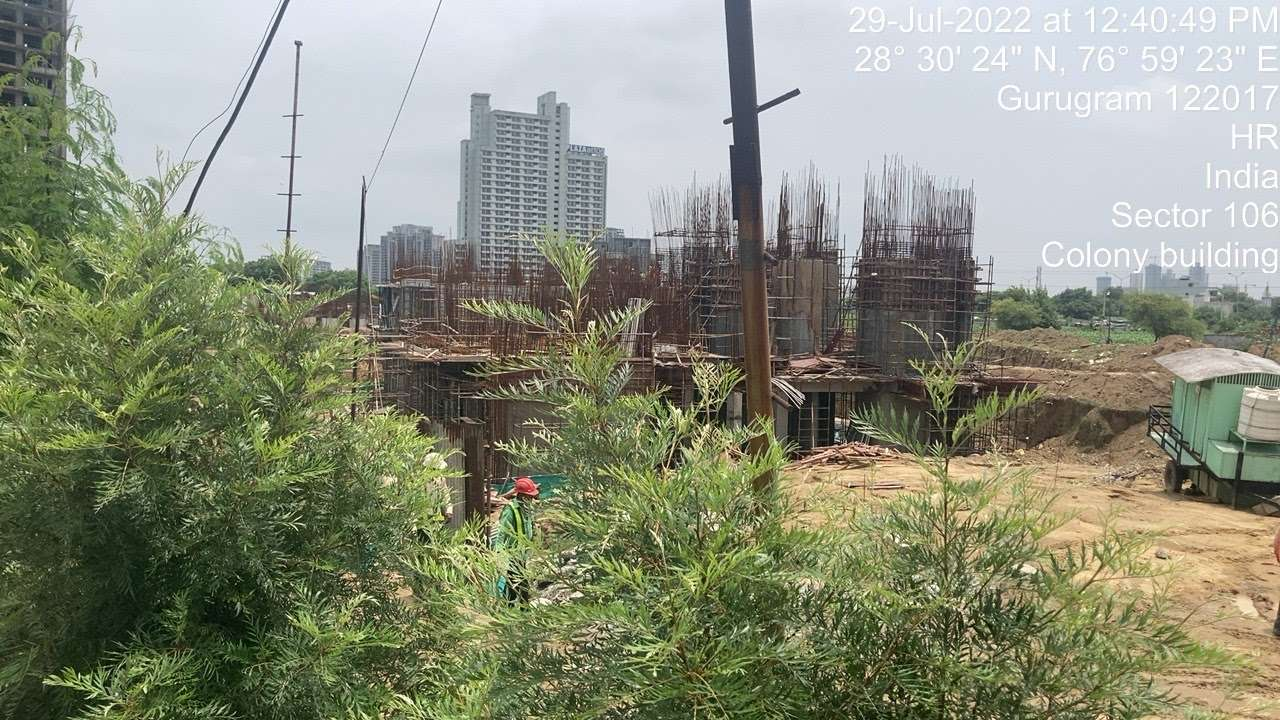 29-Jul-2022 at 12:40:49 PM
28° 30' 24" N, 76° 59' 23" E
Gurugram 122017
HR
India
Sector 106
Colony building